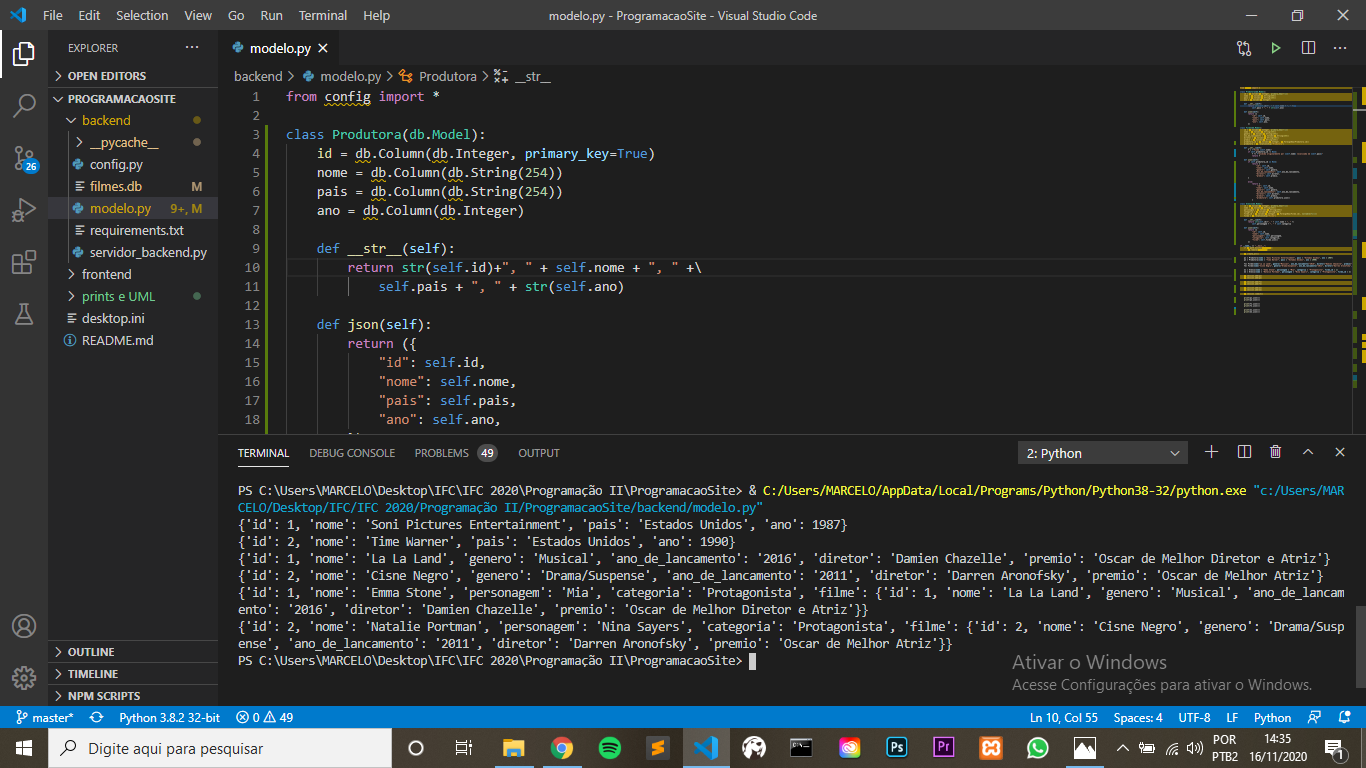 File Edit Selection View Go Run Terminal Help modelo.py - ProgramacaoSite - Visual Studio Code
EXPLORER
OPEN EDITORS
PROGRAMACAOSITE
backend
__pycache__
config.py
filmes.db M
modelo.py 9+, M
requirements.txt
servidor_backend.py
frontend
prints e UML
desktop.ini
README.md
OUTLINE
TIMELINE
NPM SCRIPTS
26
modelo.py
backend > modelo.py > Produtora > __str__
1 from config import *
2
3 class Produtora(db.Model):
4 id = db.Column(db.Integer, primary_key=True)
5 nome = db.Column(db.String(254))
6 pais = db.Column(db.String(254))
7 ano = db.Column(db.Integer)
8
9 def __str__(self):
10 return str(self.id)+", " + self.nome + ", " +\
11 self.pais + ", " + str(self.ano)
12
13 def json(self):
14 return ({
15 "id": self.id,
16 "nome": self.nome,
17 "pais": self.pais,
18 "ano": self.ano,
TERMINAL DEBUG CONSOLE PROBLEMS 49 OUTPUT 2: Python
PS C:\Users\MARCELO\Desktop\IFC\IFC 2020\Programação II\ProgramacaoSite> & C:/Users/MARCELO/AppData/Local/Programs/Python/Python38-32/python.exe "c:/Users/MAR
CELO/Desktop/IFC/IFC 2020/Programação II/ProgramacaoSite/backend/modelo.py"
{'id': 1, 'nome': 'Soni Pictures Entertainment', 'pais': 'Estados Unidos', 'ano': 1987}
{'id': 2, 'nome': 'Time Warner', 'pais': 'Estados Unidos', 'ano': 1990}
{'id': 1, 'nome': 'La La Land', 'genero': 'Musical', 'ano_de_lancamento': '2016', 'diretor': 'Damien Chazelle', 'premio': 'Oscar de Melhor Diretor e Atriz'}
{'id': 2, 'nome': 'Cisne Negro', 'genero': 'Drama/Suspense', 'ano_de_lancamento': '2011', 'diretor': 'Darren Aronofsky', 'premio': 'Oscar de Melhor Atriz'}
{'id': 1, 'nome': 'Emma Stone', 'personagem': 'Mia', 'categoria': 'Protagonista', 'filme': {'id': 1, 'nome': 'La La Land', 'genero': 'Musical', 'ano_de_lancam
ento': '2016', 'diretor': 'Damien Chazelle', 'premio': 'Oscar de Melhor Diretor e Atriz'}}
{'id': 2, 'nome': 'Natalie Portman', 'personagem': 'Nina Sayers', 'categoria': 'Protagonista', 'filme': {'id': 2, 'nome': 'Cisne Negro', 'genero': 'Drama/Susp
ense', 'ano_de_lancamento': '2011', 'diretor': 'Darren Aronofsky', 'premio': 'Oscar de Melhor Atriz'}}
PS C:\Users\MARCELO\Desktop\IFC\IFC 2020\Programação II\ProgramacaoSite>
Ativar o Windows
Acesse Configurações para ativar o Windows.
master* Python 3.8.2 32-bit 0 49 Ln 10, Col 55 Spaces: 4 UTF-8 LF Python
Digite aqui para pesquisar
Ps Pr
POR
PTB2
14:35
16/11/2020
1